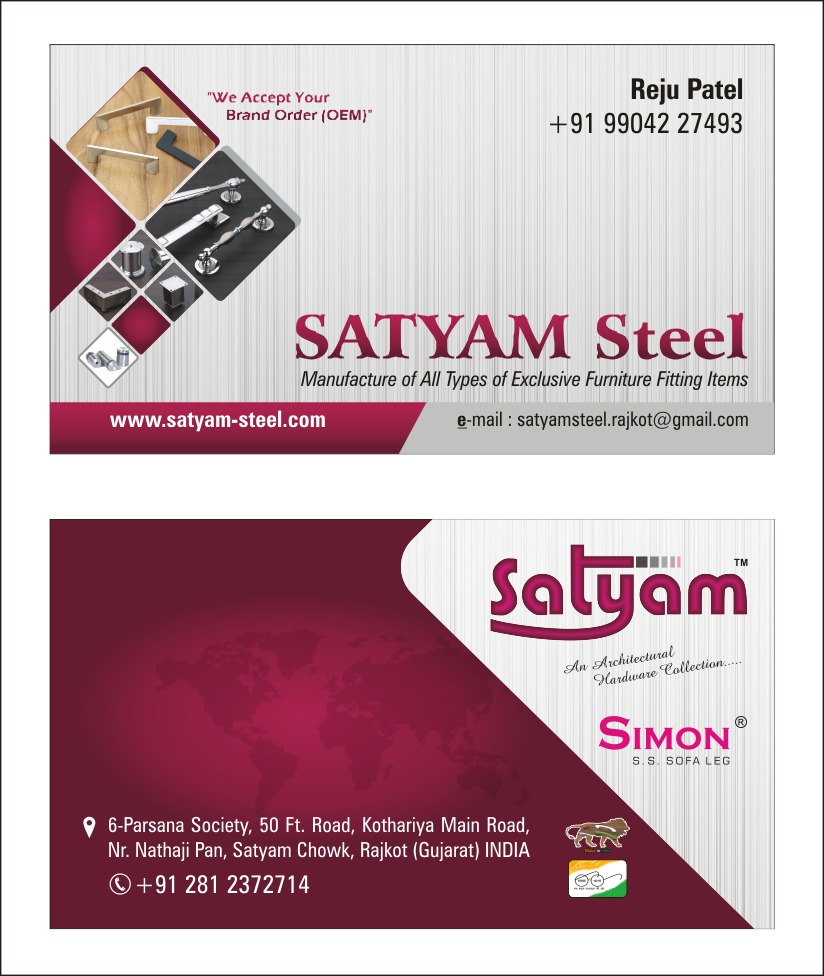 "We Accept Your
Brand Order (OEM)"
Reju Patel
+91 99042 27493
SATYAM Steel
Manufacture of All Types of Exclusive Furniture Fitting Items
www.satyam-steel.com
e-mail : satyamsteel.rajkot@gmail.com
Satyam™
An Architectural
Hardware Collection.....
SIMON®
S.S. SOFA LEG
6-Parsana Society, 50 Ft. Road, Kothariya Main Road,
Nr. Nathaji Pan, Satyam Chowk, Rajkot (Gujarat) INDIA
+91 281 2372714